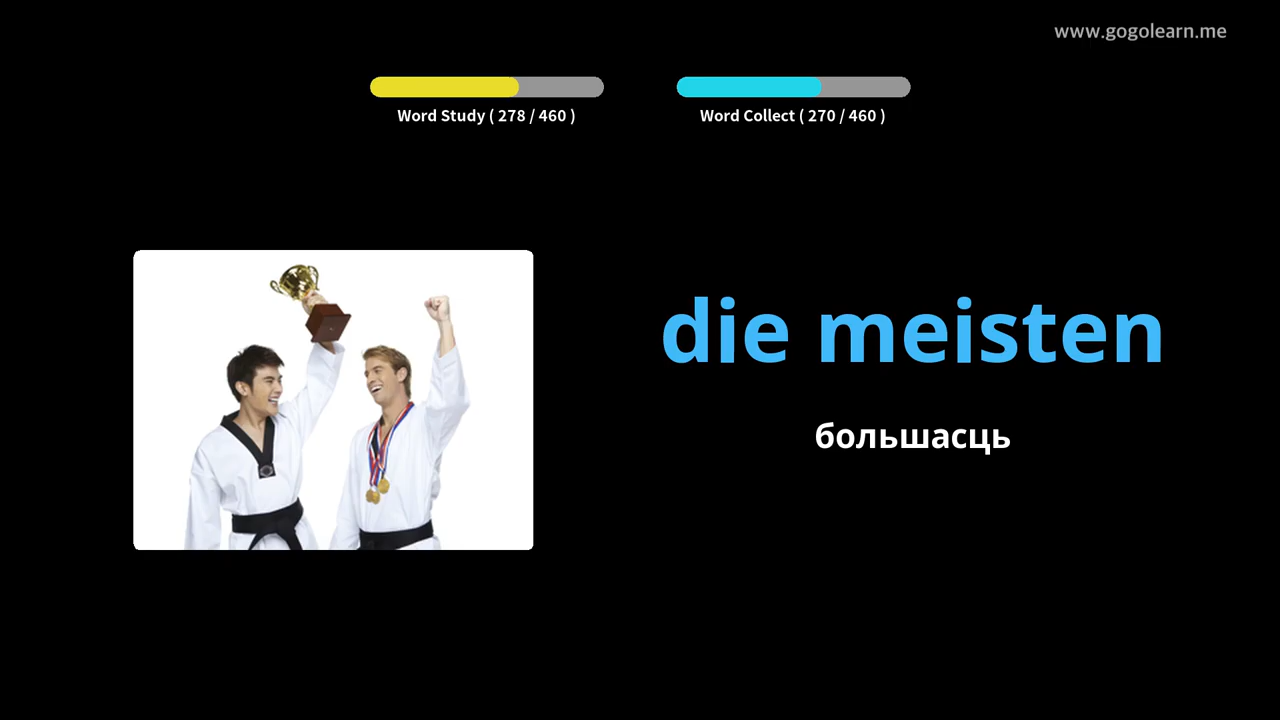 www.gogolearn.me
Word Study ( 278 / 460 )
Word Collect ( 270 / 460 )
die meisten
большасць